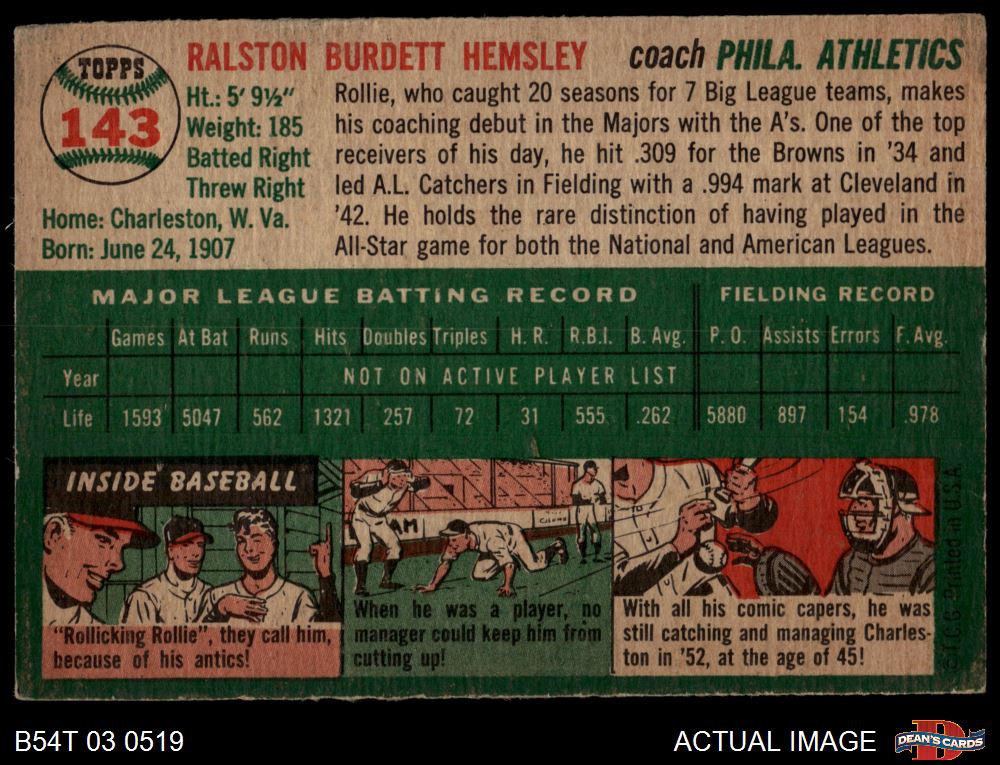 TOPPS
143
RALSTON BURDETT HEMSLEY coach PHILA. ATHLETICS
Ht.: 5' 9½"
Weight: 185
Batted Right
Threw Right
Home: Charleston, W. Va.
Born: June 24, 1907
Rollie, who caught 20 seasons for 7 Big League teams, makes
his coaching debut in the Majors with the A's. One of the top
receivers of his day, he hit .309 for the Browns in '34 and
led A.L. Catchers in Fielding with a .994 mark at Cleveland in
'42. He holds the rare distinction of having played in the
All-Star game for both the National and American Leagues.
MAJOR LEAGUE BATTING RECORD FIELDING RECORD
Games At Bat Runs Hits Doubles Triples H. R. R.B.I. B. Avg. P. O. Assists Errors F. Avg.
Year NOT ON ACTIVE PLAYER LIST
Life 1593 5047 562 1321 257 72 31 555 .262 5880 897 154 .978
INSIDE BASEBALL
"Rollicking Rollie", they call him,
because of his antics!
AM
When he was a player, no
manager could keep him from
cutting up!
With all his comic capers, he was
still catching and managing Charles-
ton in '52, at the age of 45!
©T.C.G. Printed in U.S.A.
B54T 03 0519
ACTUAL IMAGE
DEAN'S CARDS